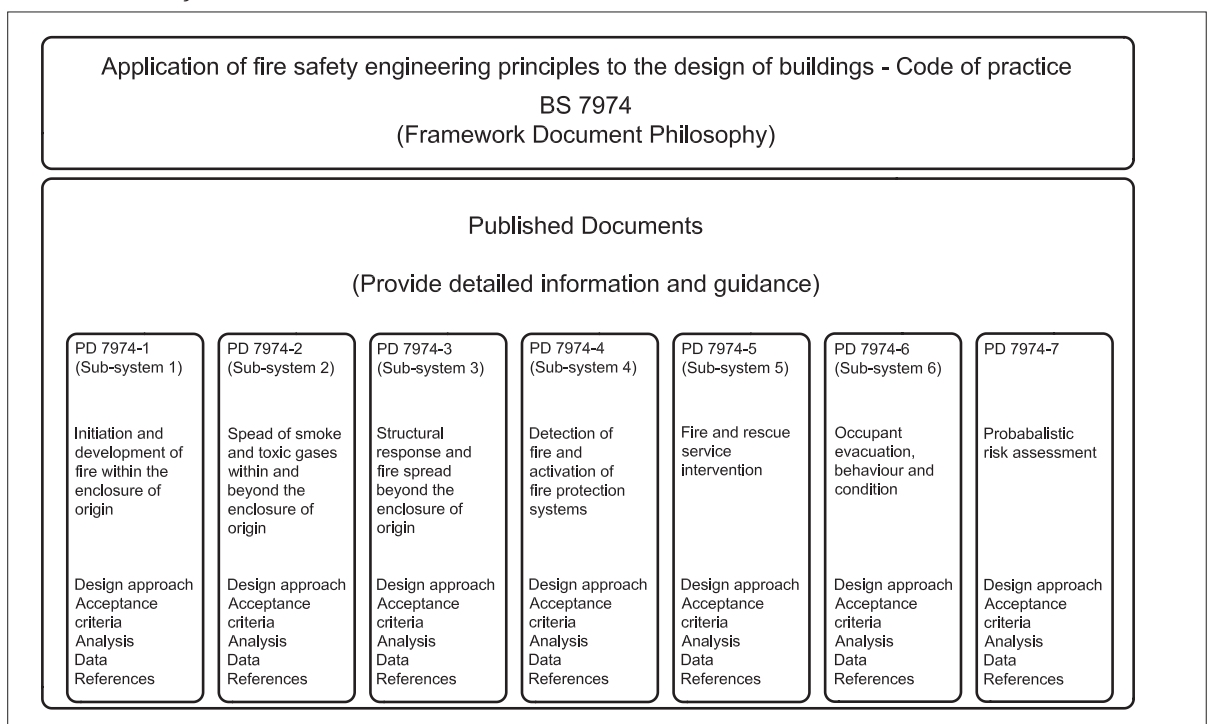 Application of fire safety engineering principles to the design of buildings - Code of practice
BS 7974
(Framework Document Philosophy)
Published Documents
(Provide detailed information and guidance)
PD 7974-1
(Sub-system 1)
Initiation and
development of
fire within the
enclosure of
origin
Design approach
Acceptance
criteria
Analysis
Data
References
PD 7974-2
(Sub-system 2)
Spead of smoke
and toxic gases
within and
beyond the
enclosure of
origin
Design approach
Acceptance
criteria
Analysis
Data
References
PD 7974-3
(Sub-system 3)
Structural
response and
fire spread
beyond the
enclosure of
origin
Design approach
Acceptance
criteria
Analysis
Data
References
PD 7974-4
(Sub-system 4)
Detection of
fire and
activation of
fire protection
systems
Design approach
Acceptance
criteria
Analysis
Data
References
PD 7974-5
(Sub-system 5)
Fire and rescue
service
intervention
Design approach
Acceptance
criteria
Analysis
Data
References
PD 7974-6
(Sub-system 6)
Occupant
evacuation,
behaviour and
condition
Design approach
Acceptance
criteria
Analysis
Data
References
PD 7974-7
Probabalistic
risk assessment
Design approach
Acceptance
criteria
Analysis
Data
References